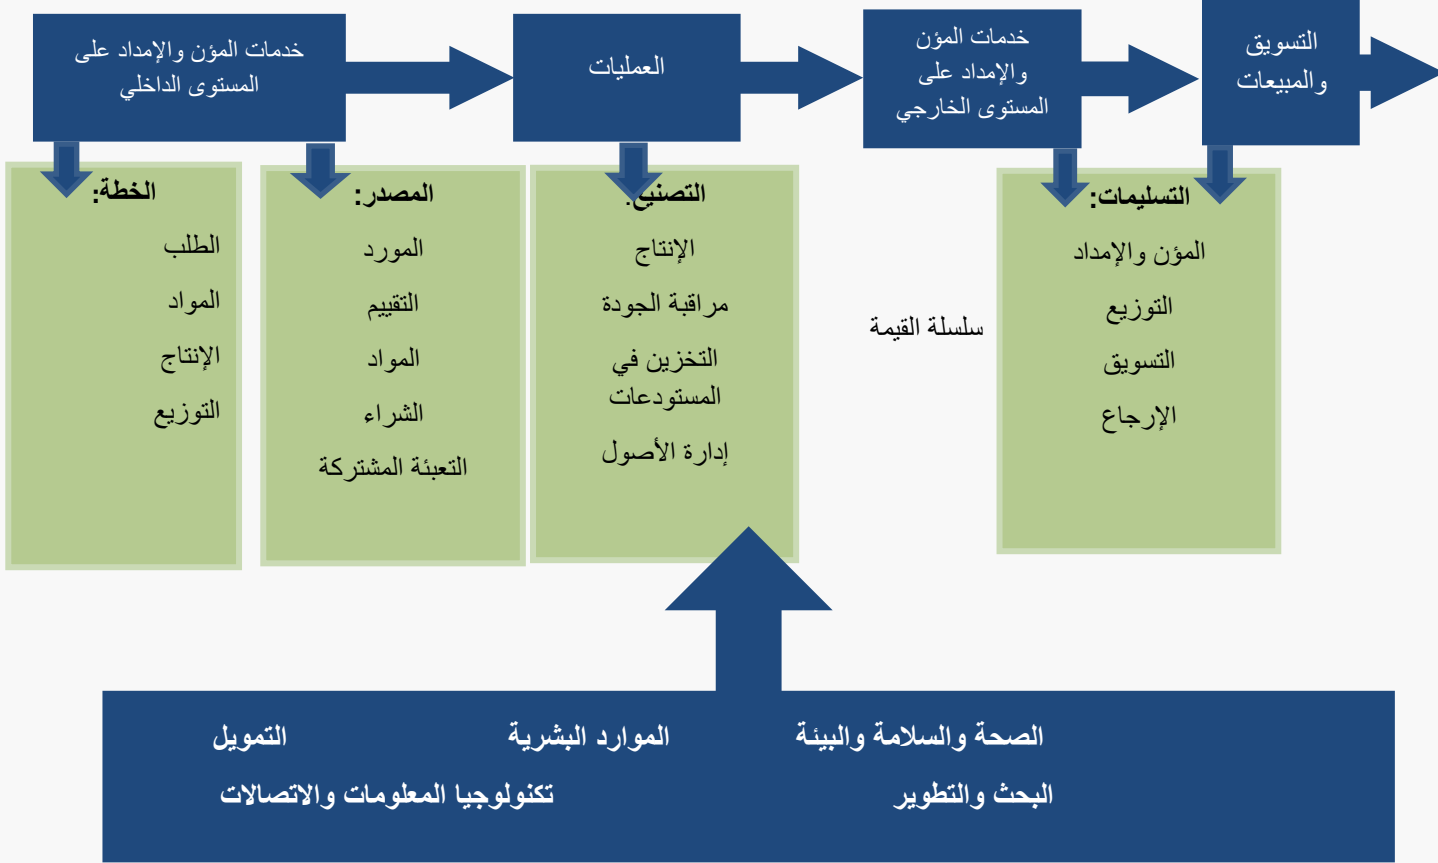 خدمات المؤن والإمداد على
المستوى الداخلي
العمليات
خدمات المؤن
والإمداد على
المستوى الخارجي
التسويق
والمبيعات
الخطة:
الطلب
المواد
الإنتاج
التوزيع
المصدر:
المورد
التقييم
المواد
الشراء
التعبئة المشتركة
التصنيع:
الإنتاج
مراقبة الجودة
التخزين في
المستودعات
إدارة الأصول
سلسلة القيمة
التسليمات:
المؤن والإمداد
التوزيع
التسويق
الإرجاع
الصحة والسلامة والبيئة
الموارد البشرية
التمويل
البحث والتطوير
تكنولوجيا المعلومات والاتصالات